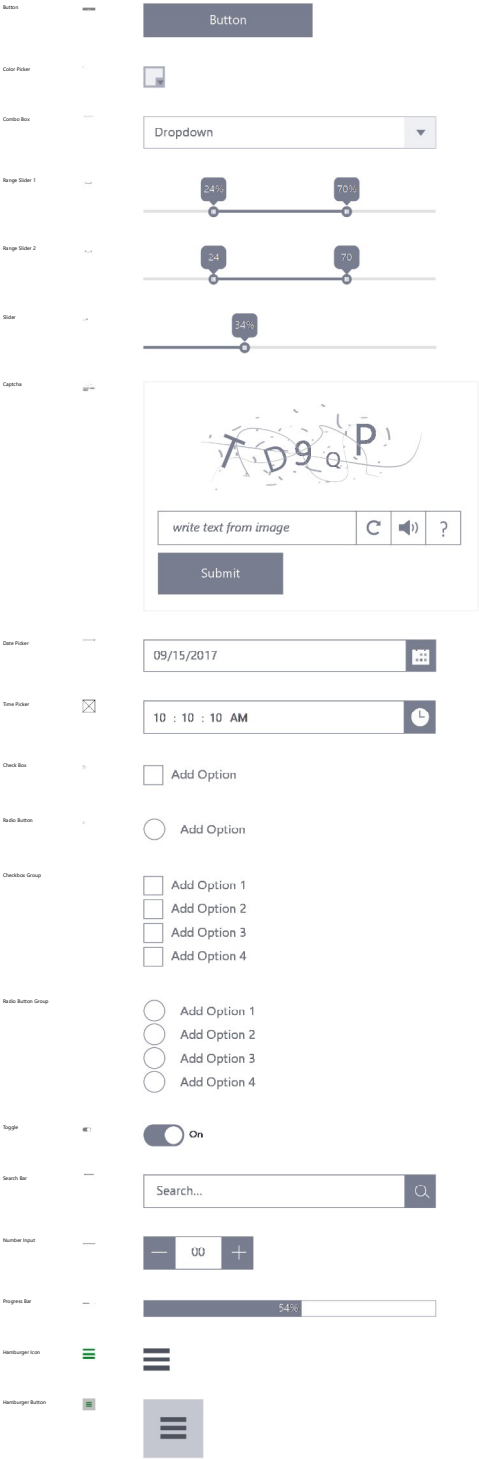 Button
Button
Color Picker
Combo Box
Dropdown
Range Slider 1
24%
70%
Range Slider 2
24
70
Slider
34%
Captcha
T D 9 Q P
write text from image
?
Submit
Date Picker
09/15/2017
Time Picker
10 : 10 : 10 AM
Check Box
Add Option
Radio Button
Add Option
Checkbox Group
Add Option 1
Add Option 2
Add Option 3
Add Option 4
Radio Button Group
Add Option 1
Add Option 2
Add Option 3
Add Option 4
Toggle
On
Search Bar
Search...
Number Input
00
Progress Bar
54%
Hamburger Icon
Hamburger Button